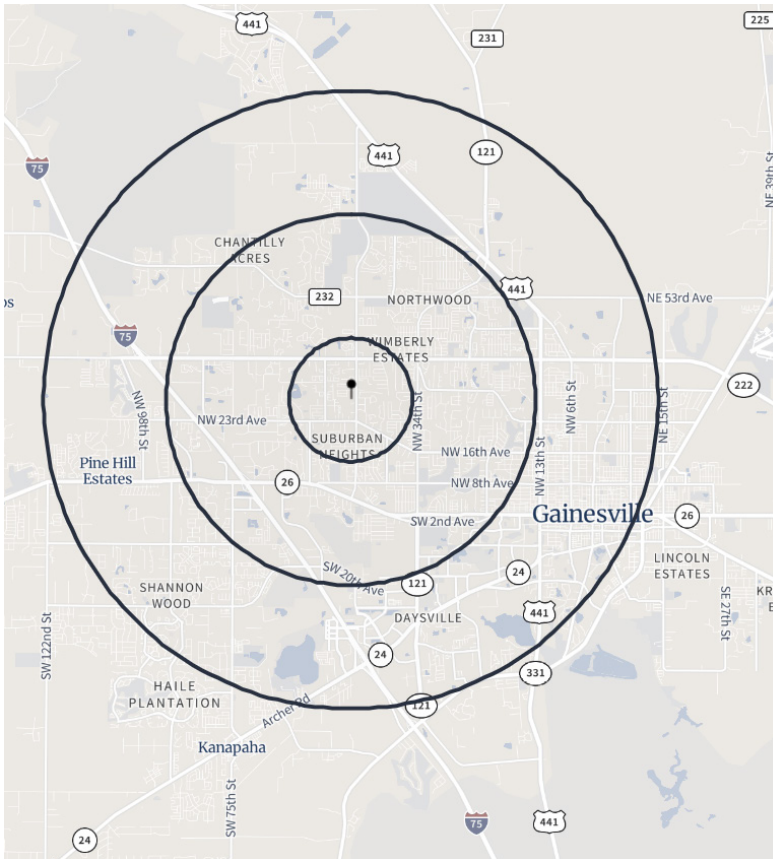 441
225
231
441
121
75
NE 39th St
CHANTILLY
ACRES
441
232
NORTHWOOD
NE 53rd Ave
os
75
WIMBERLY
ESTATES
222
NW 98th St
NW 6th St
NE 15th St
NW 34th St
NW 23rd Ave
SUBURBAN
HEIGHTS
NW 16th Ave
NW 13th St
Pine Hill
Estates
26
NW 8th Ave
SW 2nd Ave
Gainesville
26
LINCOLN
ESTATES
SW 20th Ave
121
24
SHANNON
WOOD
DAYSVILLE
441
KR
E
SE 27th St
SW 122nd St
24
331
HAILE
PLANTATION
Archer Rd
121
Kanapaha
SW 75th St
24
75
441